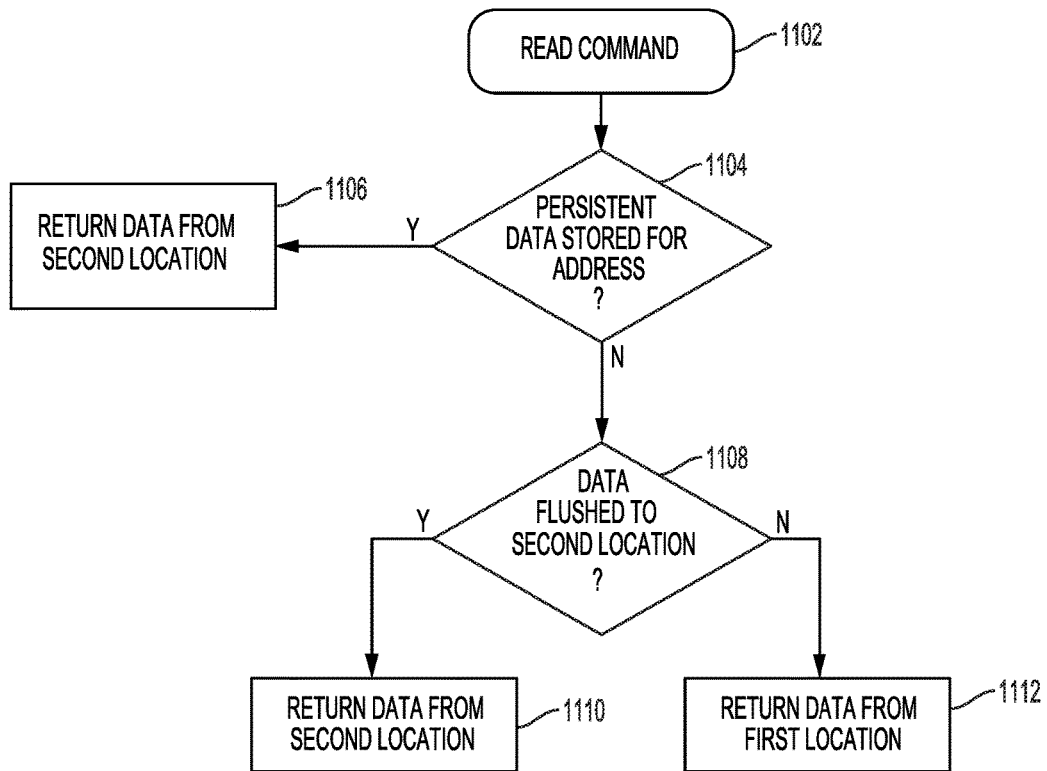 READ COMMAND
1102
1104
PERSISTENT
DATA STORED FOR
ADDRESS
?
Y
1106
RETURN DATA FROM
SECOND LOCATION
N
1108
DATA
FLUSHED TO
SECOND LOCATION
?
Y
N
RETURN DATA FROM
SECOND LOCATION
1110
RETURN DATA FROM
FIRST LOCATION
1112